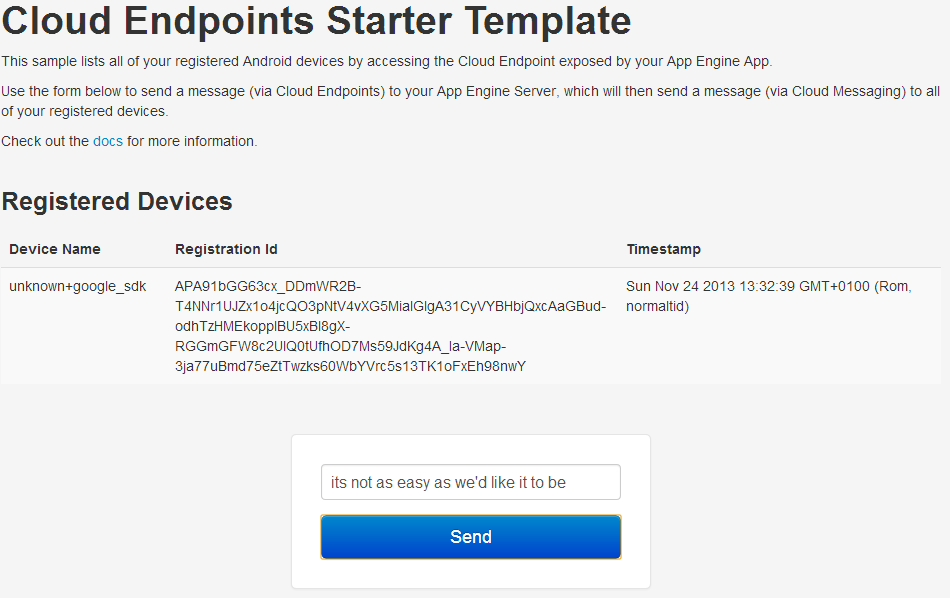 Cloud Endpoints Starter Template
This sample lists all of your registered Android devices by accessing the Cloud Endpoint exposed by your App Engine App.
Use the form below to send a message (via Cloud Endpoints) to your App Engine Server, which will then send a message (via Cloud Messaging) to all
of your registered devices.
Check out the docs for more information.
Registered Devices
Device Name Registration Id Timestamp
unknown+google_sdk APA91bGG63cx_DDmWR2B- Sun Nov 24 2013 13:32:39 GMT+0100 (Rom,
T4NNr1UJZx1o4jcQO3pNtV4vXG5MialGlgA31CyVYBHbjQxcAaGBud- normaltid)
odhTzHMEkopplBU5xBl8gX-
RGGmGFW8c2UlQ0tUfhOD7Ms59JdKg4A_la-VMap-
3ja77uBmd75eZtTwzks60WbYVrc5s13TK1oFxEh98nwY
its not as easy as we'd like it to be
Send